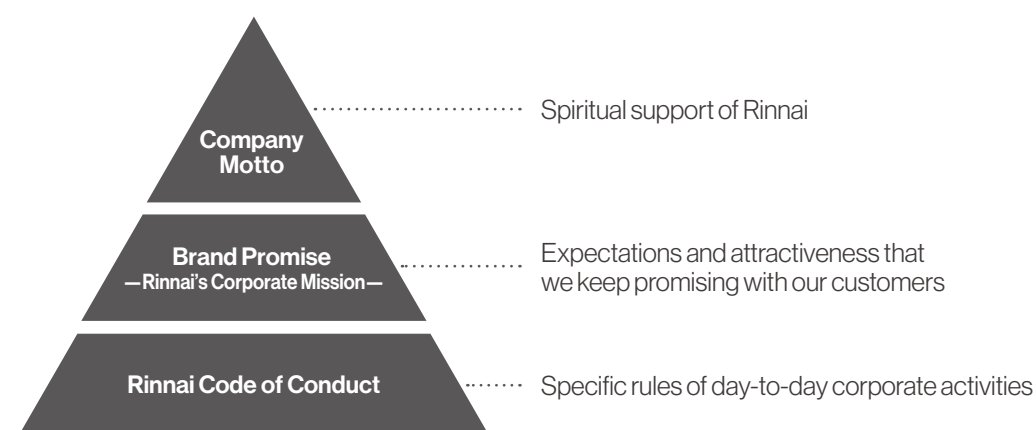 Company
Motto
Spiritual support of Rinnai
Brand Promise
—Rinnai’s Corporate Mission—
Expectations and attractiveness that
we keep promising with our customers
Rinnai Code of Conduct
Specific rules of day-to-day corporate activities